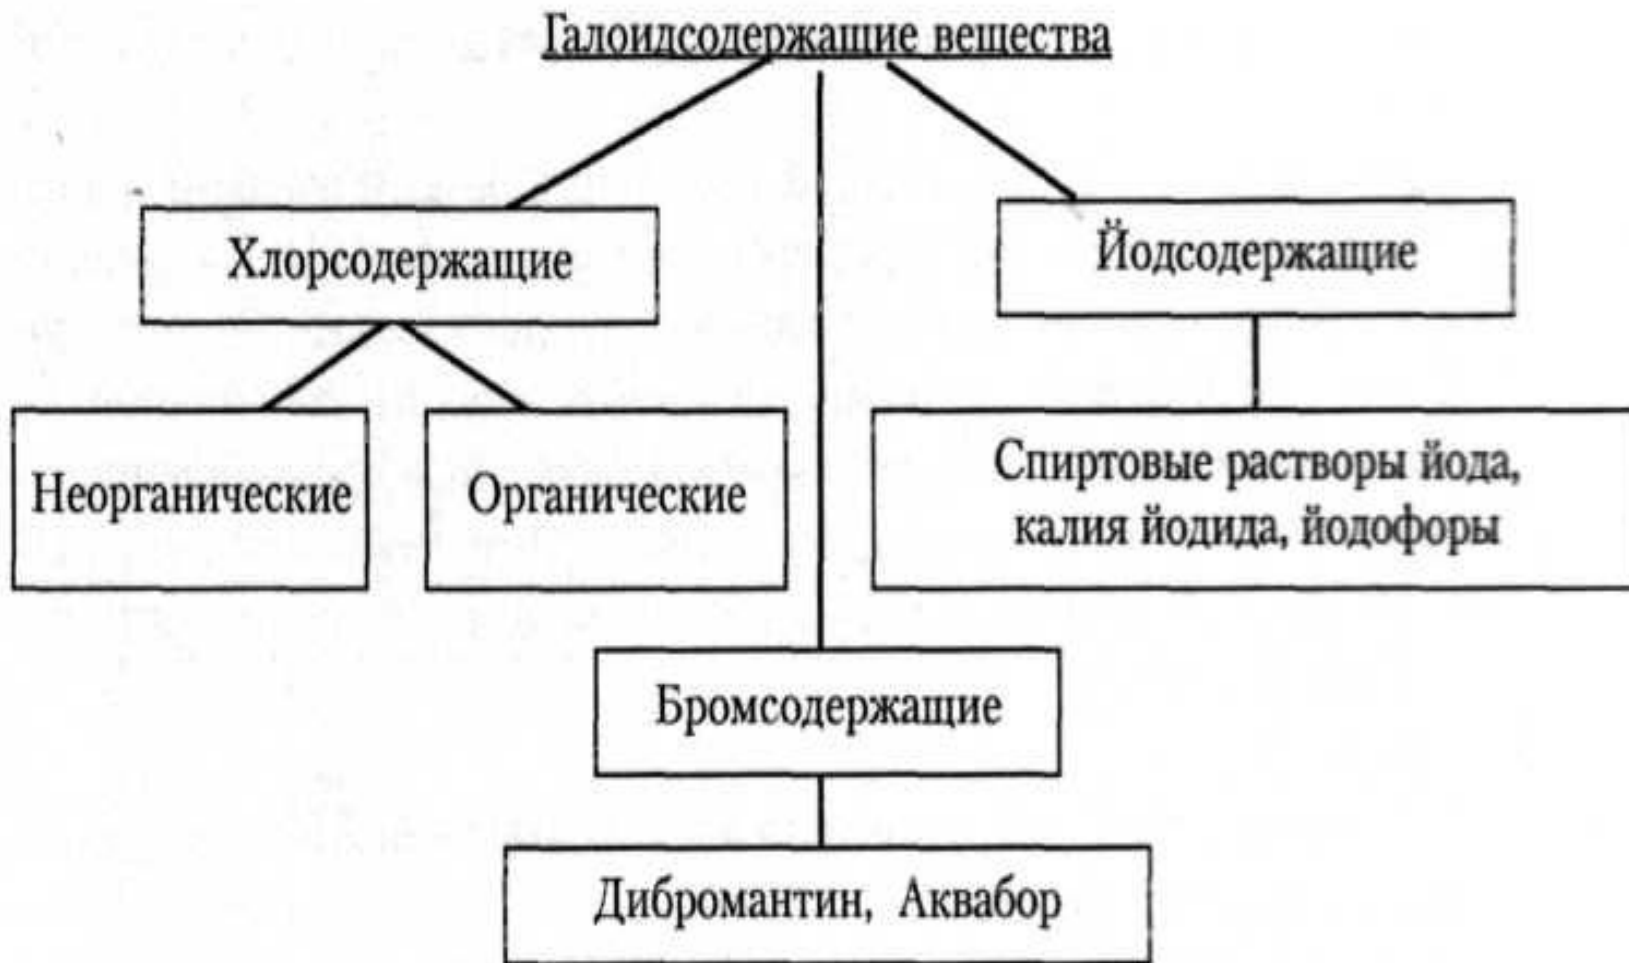 Галоидсодержащие вещества
Хлорсодержащие
Йодсодержащие
Неорганические
Органические
Спиртовые растворы йода,
калия йодида, йодофоры
Бромсодержащие
Дибромантин, Аквабор